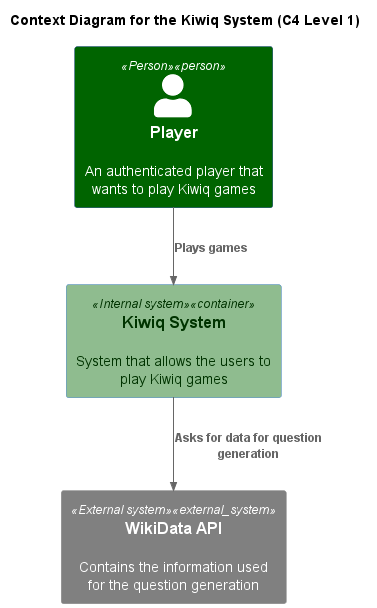 Context Diagram for the Kiwiq System (C4 Level 1)
«Person»«person»
Player
An authenticated player that
wants to play Kiwiq games
Plays games
«Internal system»«container»
Kiwiq System
System that allows the users to
play Kiwiq games
Asks for data for question
generation
«External system»«external_system»
WikiData API
Contains the information used
for the question generation